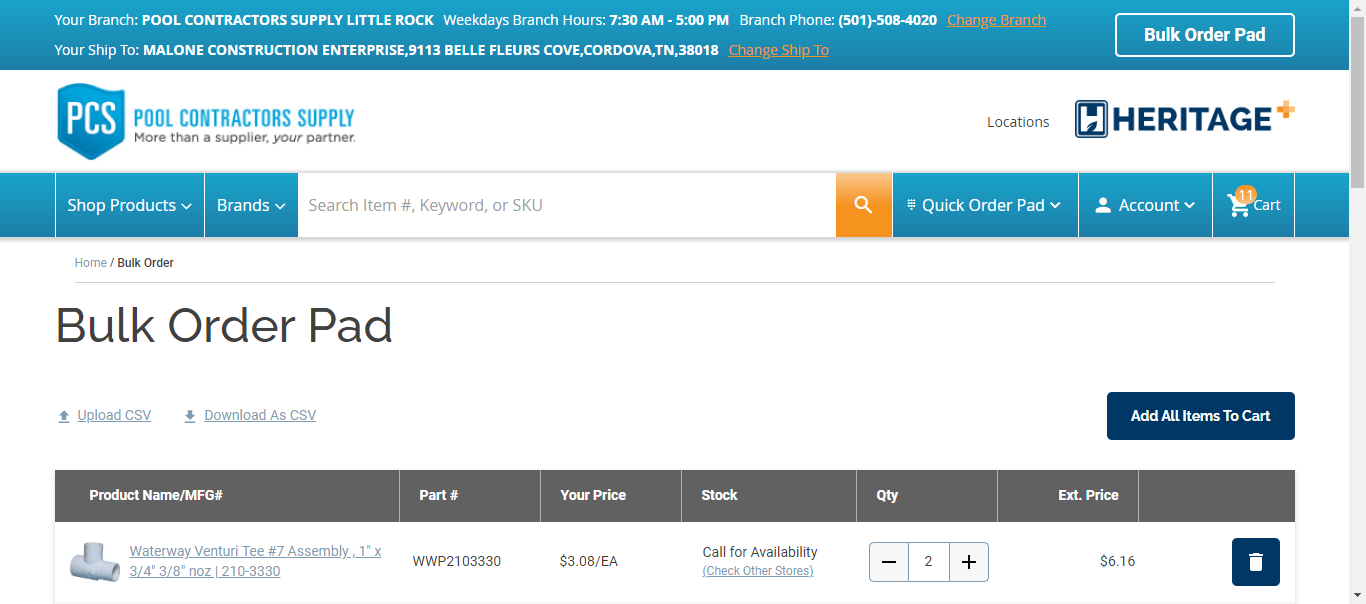 Your Branch: POOL CONTRACTORS SUPPLY LITTLE ROCK Weekdays Branch Hours: 7:30 AM - 5:00 PM Branch Phone: (501)-508-4020 Change Branch
Your Ship To: MALONE CONSTRUCTION ENTERPRISE,9113 BELLE FLEURS COVE,CORDOVA,TN,38018 Change Ship To
Bulk Order Pad
PCS POOL CONTRACTORS SUPPLY
More than a supplier, your partner.
Locations
HERITAGE+
Shop Products
Brands
Search Item #, Keyword, or SKU
Quick Order Pad
Account
11
Cart
Home / Bulk Order
Bulk Order Pad
Upload CSV
Download As CSV
Add All Items To Cart
Product Name/MFG# Part # Your Price Stock Qty Ext. Price
Waterway Venturi Tee #7 Assembly , 1" x
3/4" 3/8" noz | 210-3330
WWP2103330
$3.08/EA
Call for Availability
(Check Other Stores)
2
$6.16